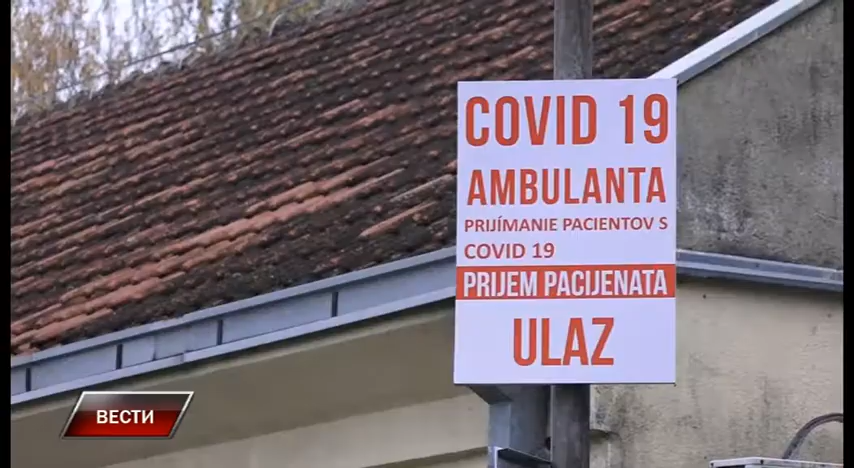 COVID 19
AMBULANTA
PRIJÍMANIE PACIENTOV S
COVID 19
PRIJEM PACIJENATA
ULAZ
ВЕСТИ